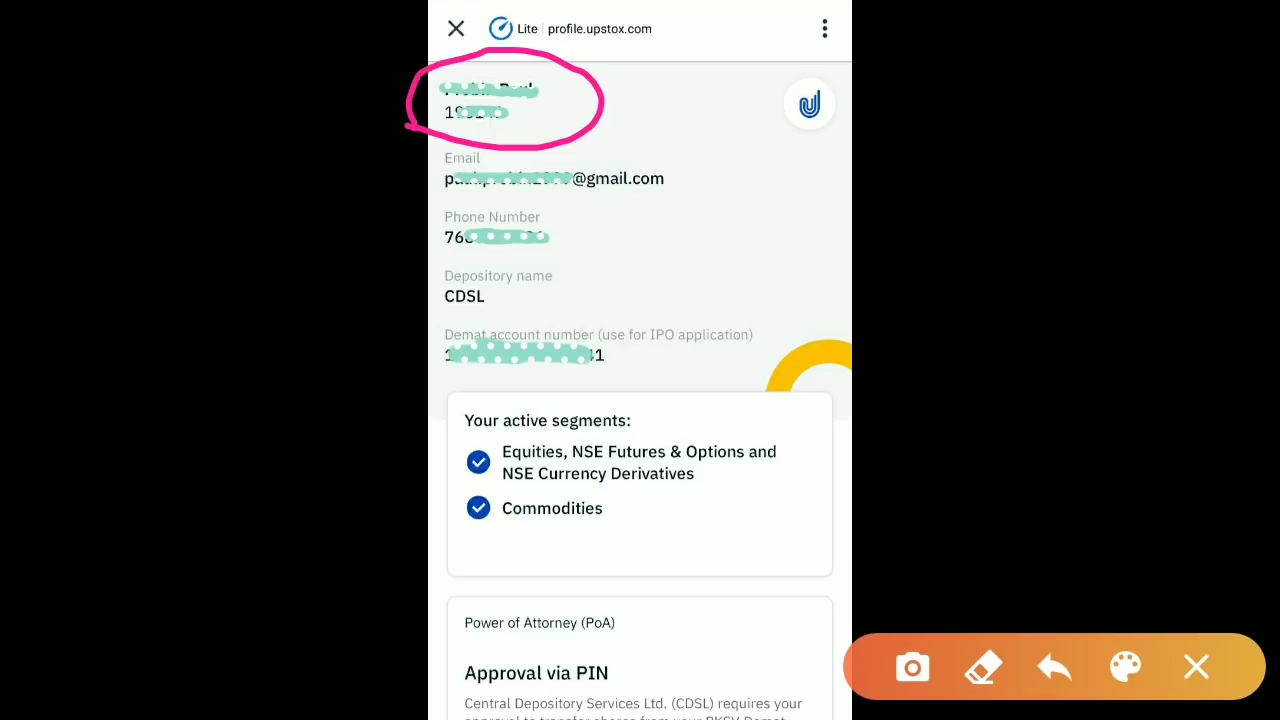 Lite profile.upstox.com
Email
@gmail.com
Phone Number
Depository name
CDSL
Demat account number (use for IPO application)
Your active segments:
Equities, NSE Futures & Options and
NSE Currency Derivatives
Commodities
Power of Attorney (PoA)
Approval via PIN
Central Depository Services Ltd. (CDSL) requires your